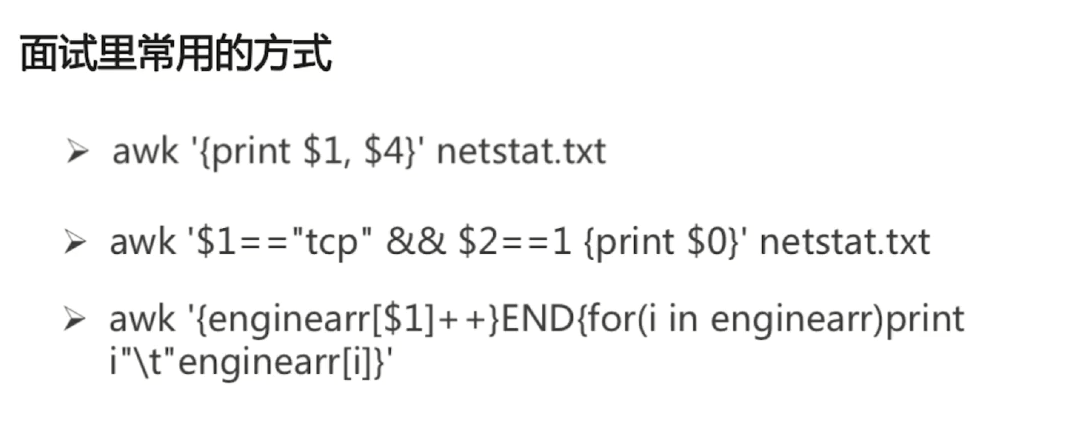 面试里常用的方式
➢ awk '{print $1, $4}' netstat.txt
➢ awk '$1=="tcp" && $2==1 {print $0}' netstat.txt
➢ awk '{enginearr[$1]++}END{for(i in enginearr)print
i"\t"enginearr[i]}'